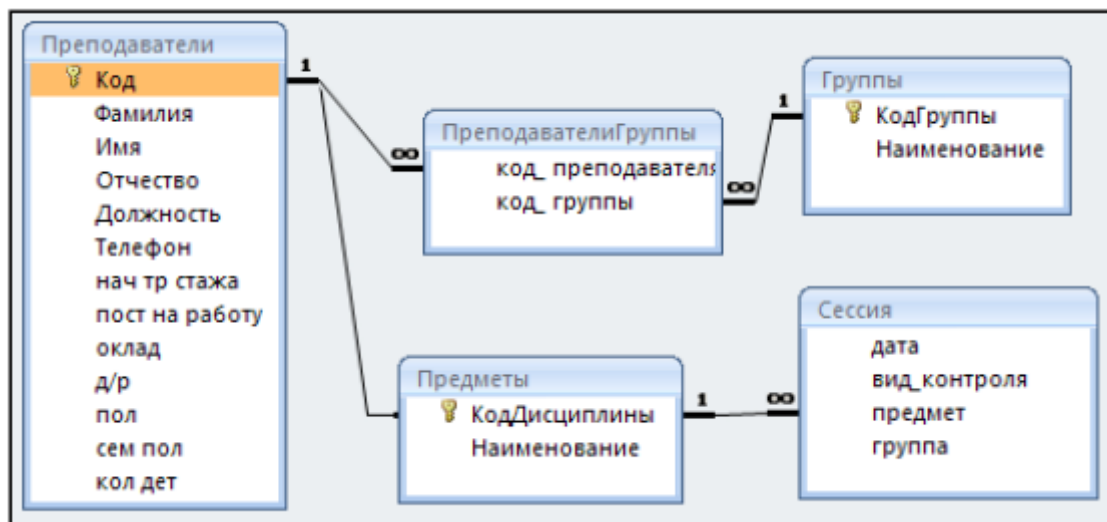 Преподаватели
Код
Фамилия
Имя
Отчество
Должность
Телефон
нач тр стажа
пост на работу
оклад
д/р
пол
сем пол
кол дет
1
∞
ПреподавателиГруппы
код_ преподавателя
код_ группы
∞
1
Группы
КодГруппы
Наименование
Предметы
КодДисциплины
Наименование
1
∞
Сессия
дата
вид_контроля
предмет
группа